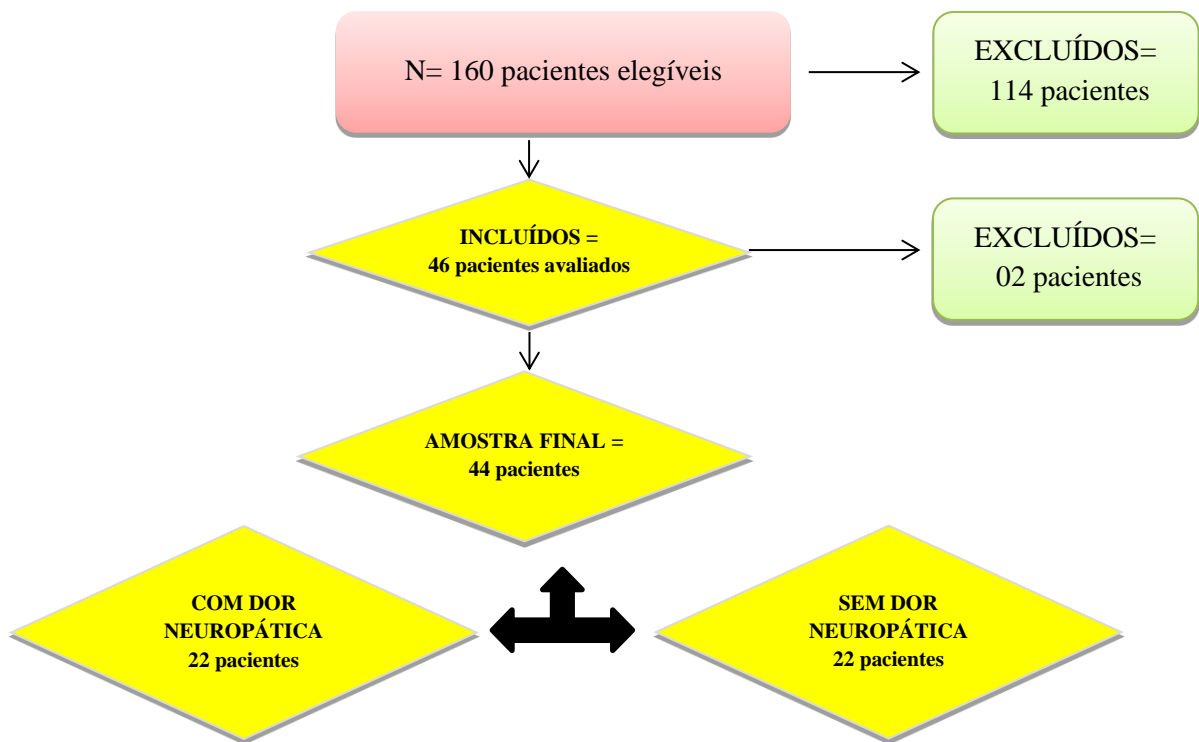 N= 160 pacientes elegíveis
EXCLUÍDOS=
114 pacientes
INCLUÍDOS =
46 pacientes avaliados
EXCLUÍDOS=
02 pacientes
AMOSTRA FINAL =
44 pacientes
COM DOR
NEUROPÁTICA
22 pacientes
SEM DOR
NEUROPÁTICA
22 pacientes